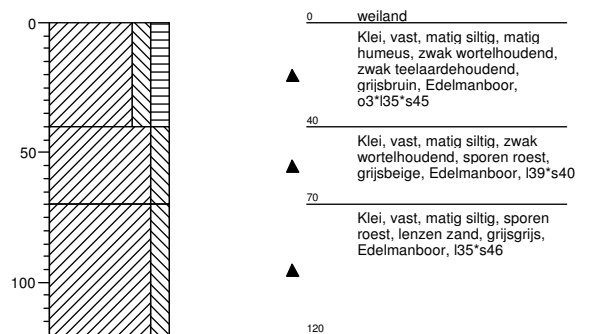 0
50
100
0 weiland
Klei, vast, matig siltig, matig
humeus, zwak wortelhoudend,
zwak teelaardehoudend,
grijsbruin, Edelmanboor,
o3*l35*s45
40
Klei, vast, matig siltig, zwak
wortelhoudend, sporen roest,
grijsbeige, Edelmanboor, l39*s40
70
Klei, vast, matig siltig, sporen
roest, lenzen zand, grijsgrijs,
Edelmanboor, l35*s46
120